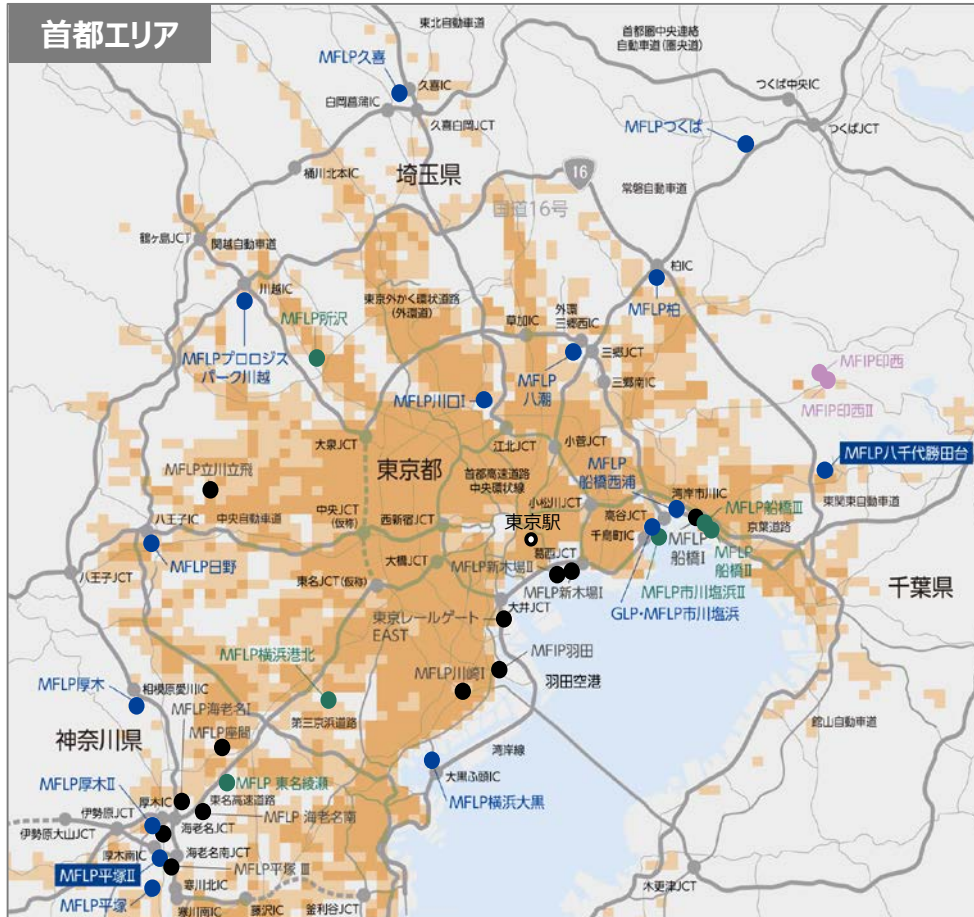 首都エリア
東北自動車道
首都圏中央連絡
自動車道(圏央道)
MFLP久喜
久喜IC
つくば中央IC
白岡菖蒲IC
久喜白岡JCT
MFLPつくば
つくばJCT
埼玉県
16
桶川北本IC
常磐自動車道
国道16号
鶴ヶ島JCT
関越自動車道
柏IC
川越IC
東京外かく環状道路
(外環道)
外環
三郷西IC
草加IC
MFLP柏
MFLP所沢
MFLPプロロジス
パーク川越
三郷JCT
MFLP
八潮
三郷南IC
MFIP印西
MFIP印西II
MFLP川口I
大泉JCT
江北JCT
小菅JCT
MFLP八千代勝田台
東京都
首都高速道路
中央環状線
MFLP
船橋西浦
MFLP立川立飛
湾岸市川IC
東関東自動車道
小松川JCT
MFLP船橋III
八王子IC
中央自動車道
中央JCT
(仮称)
西新宿JCT
東京駅
高谷JCT
京葉道路
千鳥町IC
MFLP
船橋I
MFLP
船橋II
葛西JCT
MFLP日野
大橋JCT
MFLP新木場II
八王子JCT
東名JCT(仮称)
MFLP新木場I
MFLP市川塩浜II
千葉県
大井JCT
GLP・MFLP市川塩浜
東京レールゲート
EAST
MFLP横浜港北
MFIP羽田
MFLP川崎I
羽田空港
MFLP厚木
相模原愛川IC
MFLP海老名I
第三京浜道路
館山自動車道
神奈川県
MFLP座間
湾岸線
大黒ふ頭IC
MFLP厚木II
MFLP 東名綾瀬
MFLP横浜大黒
厚木IC
東名高速道路
伊勢原JCT
MFLP 海老名南
伊勢原大山JCT
海老名JCT
厚木南IC
海老名南JCT
MFLP平塚 III
MFLP平塚II
木更津JCT
寒川北IC
MFLP平塚
寒川南IC
藤沢IC
釜利谷JCT